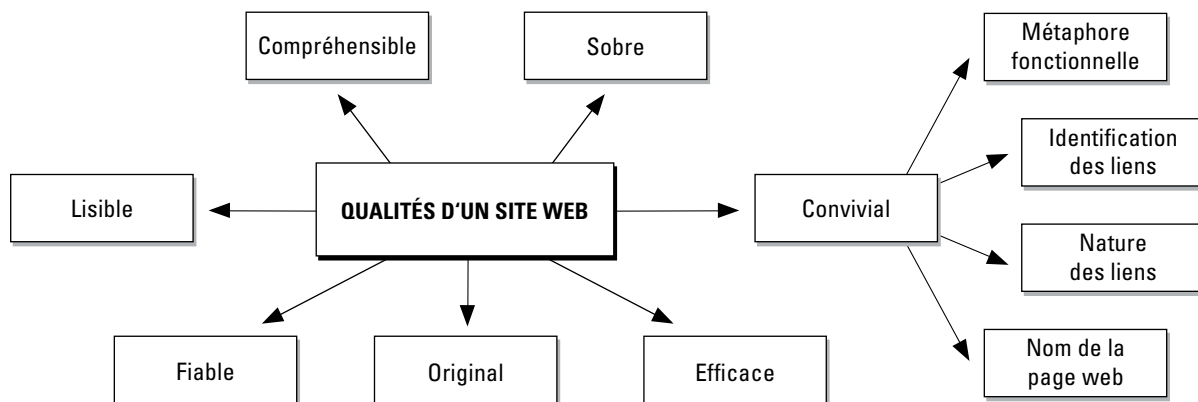 Compréhensible
Sobre
Métaphore
fonctionnelle
Identification
des liens
Lisible
QUALITÉS D'UN SITE WEB
Convivial
Nature
des liens
Fiable
Original
Efficace
Nom de la
page web